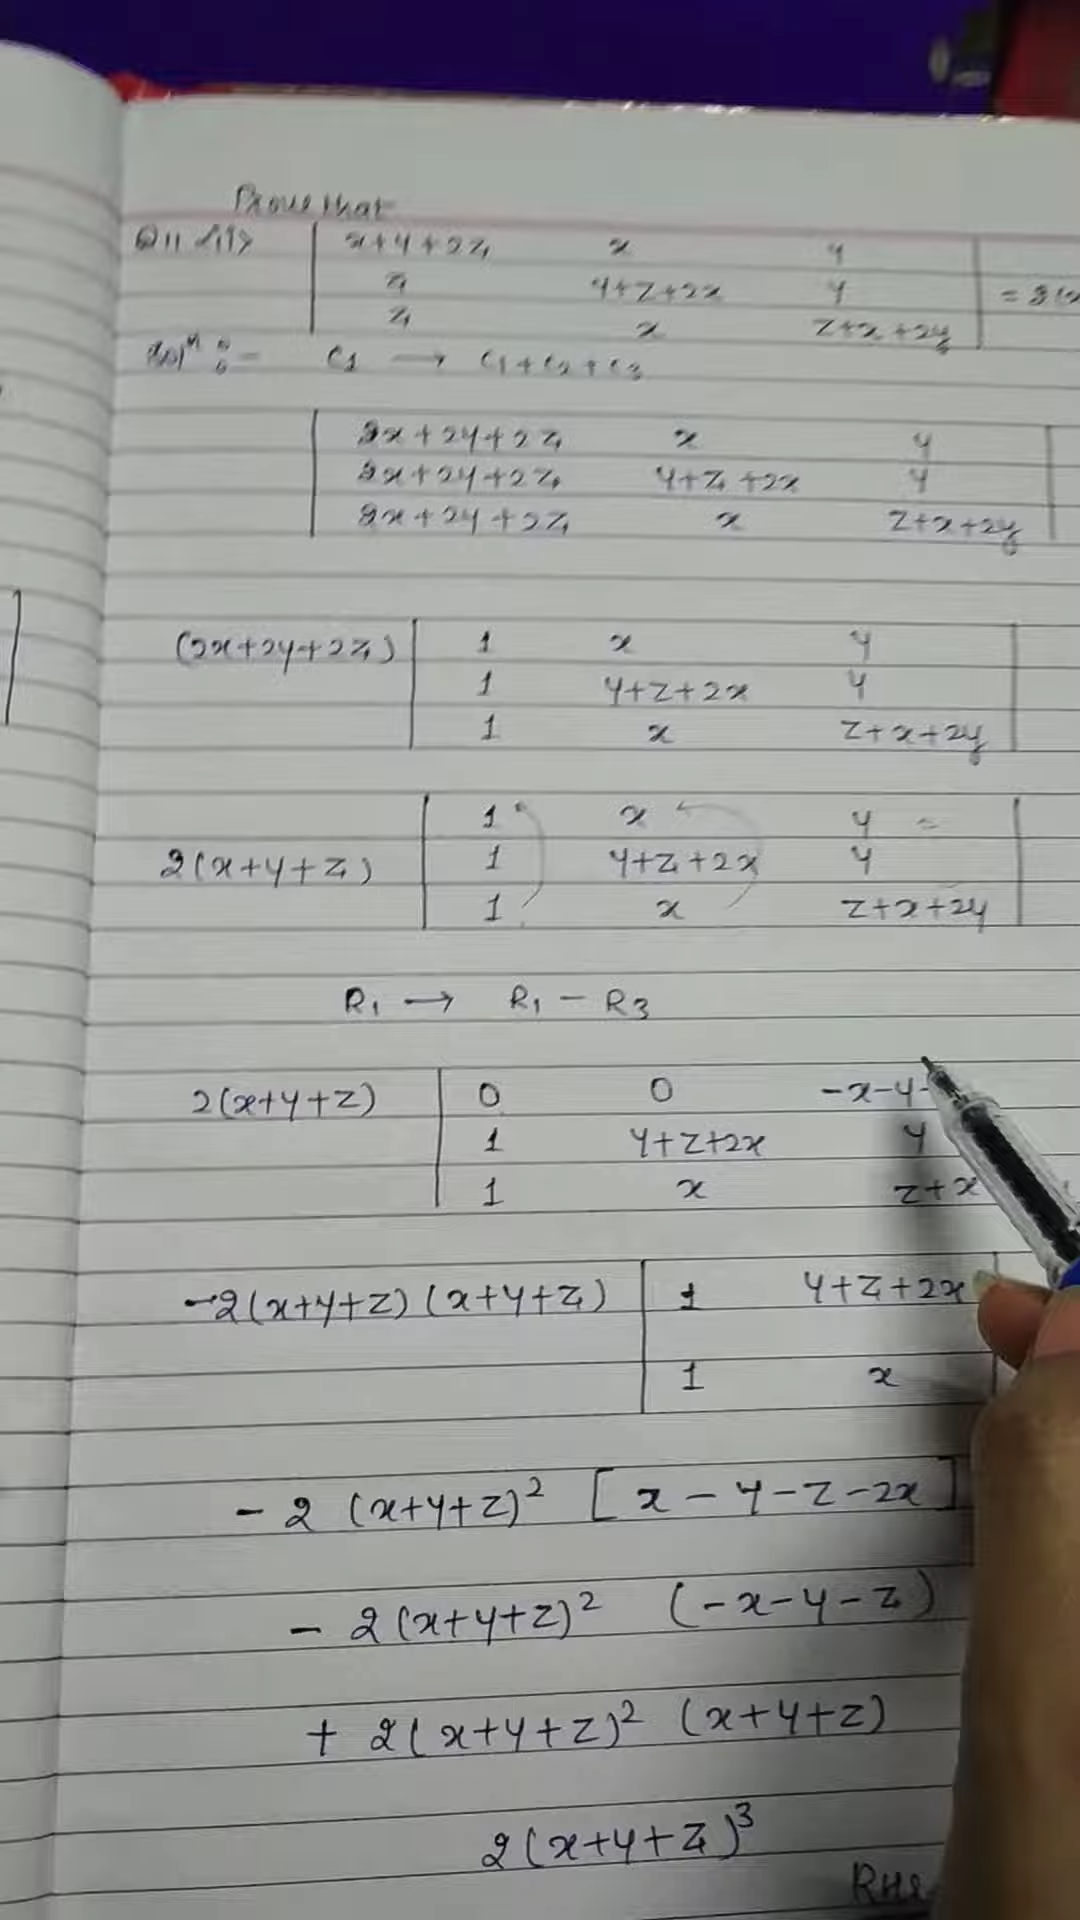 Prove that
Q11 (ii) | x+y+2z x y |
| z y+z+2x y | = 2(x
| z x z+x+2y |
Solⁿ :- C1 → C1+C2+C3
| 2x+2y+2z x y |
| 2x+2y+2z y+z+2x y |
| 2x+2y+2z x z+x+2y |
(2x+2y+2z) | 1 x y |
| 1 y+z+2x y |
| 1 x z+x+2y |
| 1 x y |
2(x+y+z) | 1 y+z+2x y |
| 1 x z+x+2y |
R1 → R1 - R3
2(x+y+z) | 0 0 -x-y-
| 1 y+z+2x y
| 1 x z+x
-2(x+y+z)(x+y+z) | 1 y+z+2x |
| 1 x |
- 2 (x+y+z)² [x-y-z-2x]
- 2(x+y+z)² (-x-y-z)
+ 2(x+y+z)² (x+y+z)
2(x+y+z)³
RHS